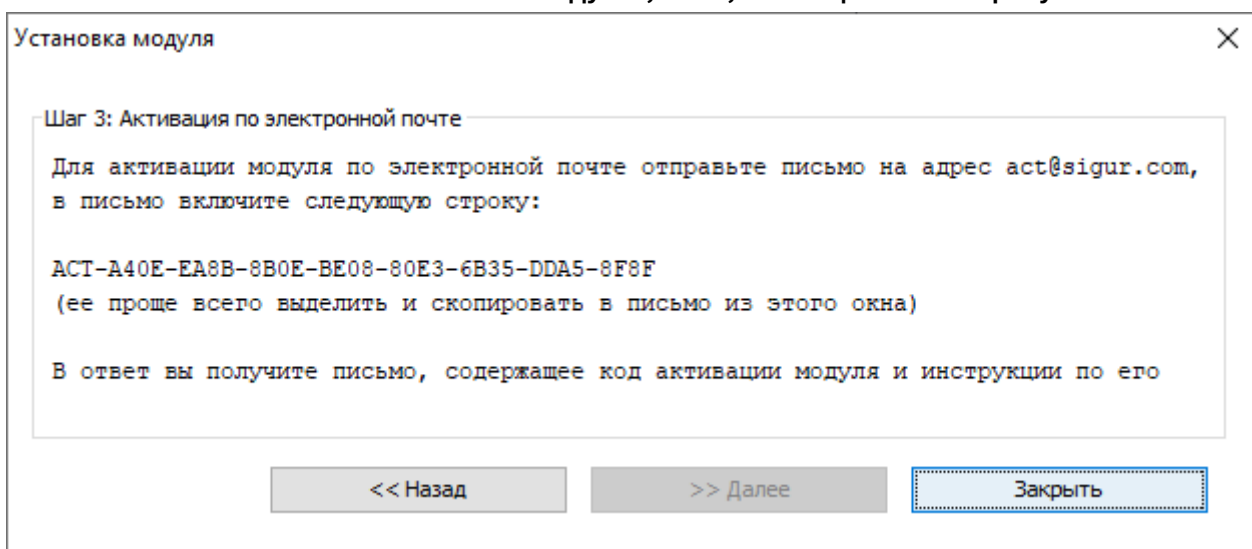 Установка модуля
Шаг 3: Активация по электронной почте
Для активации модуля по электронной почте отправьте письмо на адрес act@sigur.com,
в письмо включите следующую строку:
ACT-A40E-EA8B-8B0E-BE08-80E3-6B35-DDA5-8F8F
(ее проще всего выделить и скопировать в письмо из этого окна)
В ответ вы получите письмо, содержащее код активации модуля и инструкции по его
<< Назад
>> Далее
Закрыть